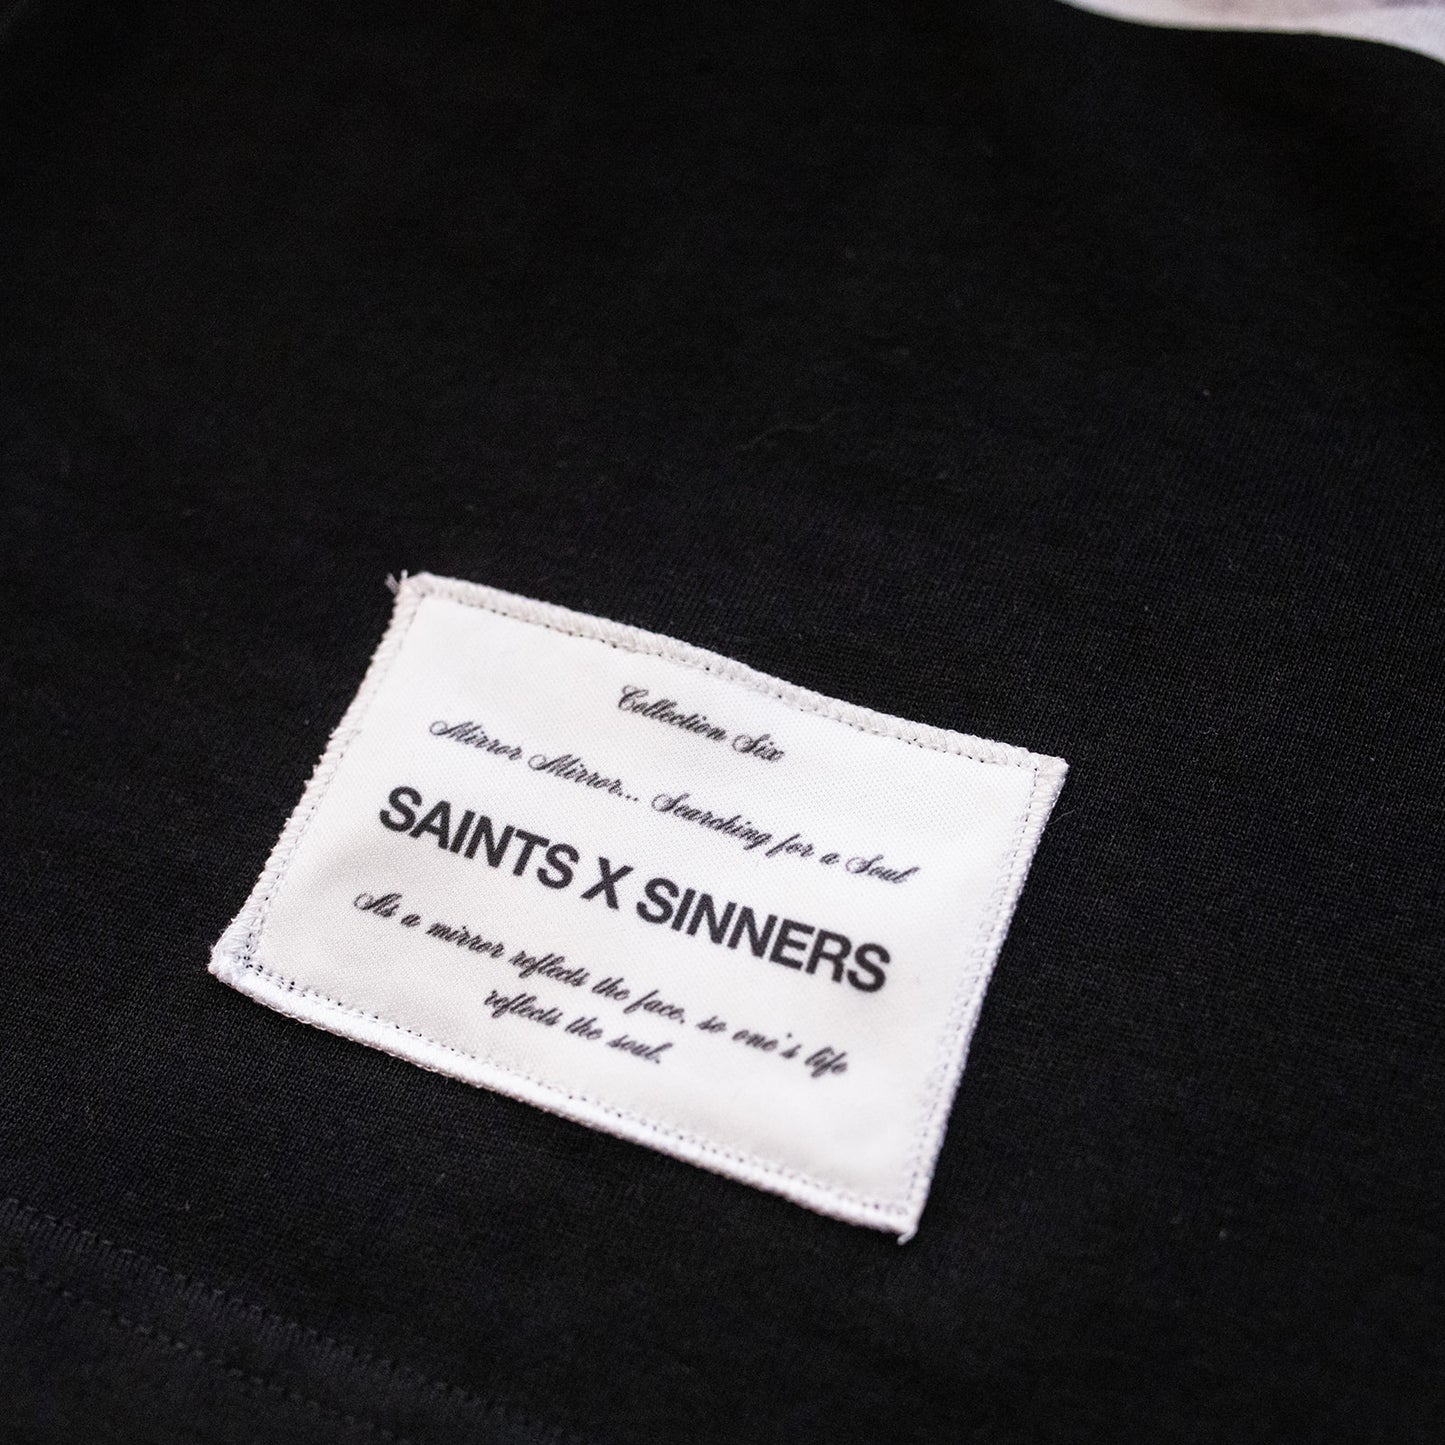 Collection Six
Mirror Mirror... Searching for a Soul
SAINTS X SINNERS
As a mirror reflects the face, so one's life
reflects the soul.